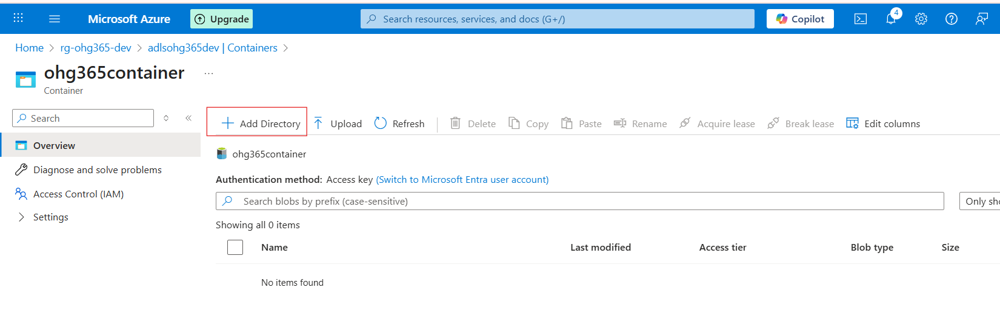 Microsoft Azure Upgrade Search resources, services, and docs (G+/) Copilot 4
Home > rg-ohg365-dev > adlsohg365dev | Containers >
ohg365container ...
Container
Search
Add Directory Upload Refresh Delete Copy Paste Rename Acquire lease Break lease Edit columns
Overview
Diagnose and solve problems
Access Control (IAM)
Settings
ohg365container
Authentication method: Access key (Switch to Microsoft Entra user account)
Search blobs by prefix (case-sensitive)
Only sho
Showing all 0 items
Name Last modified Access tier Blob type Size
No items found